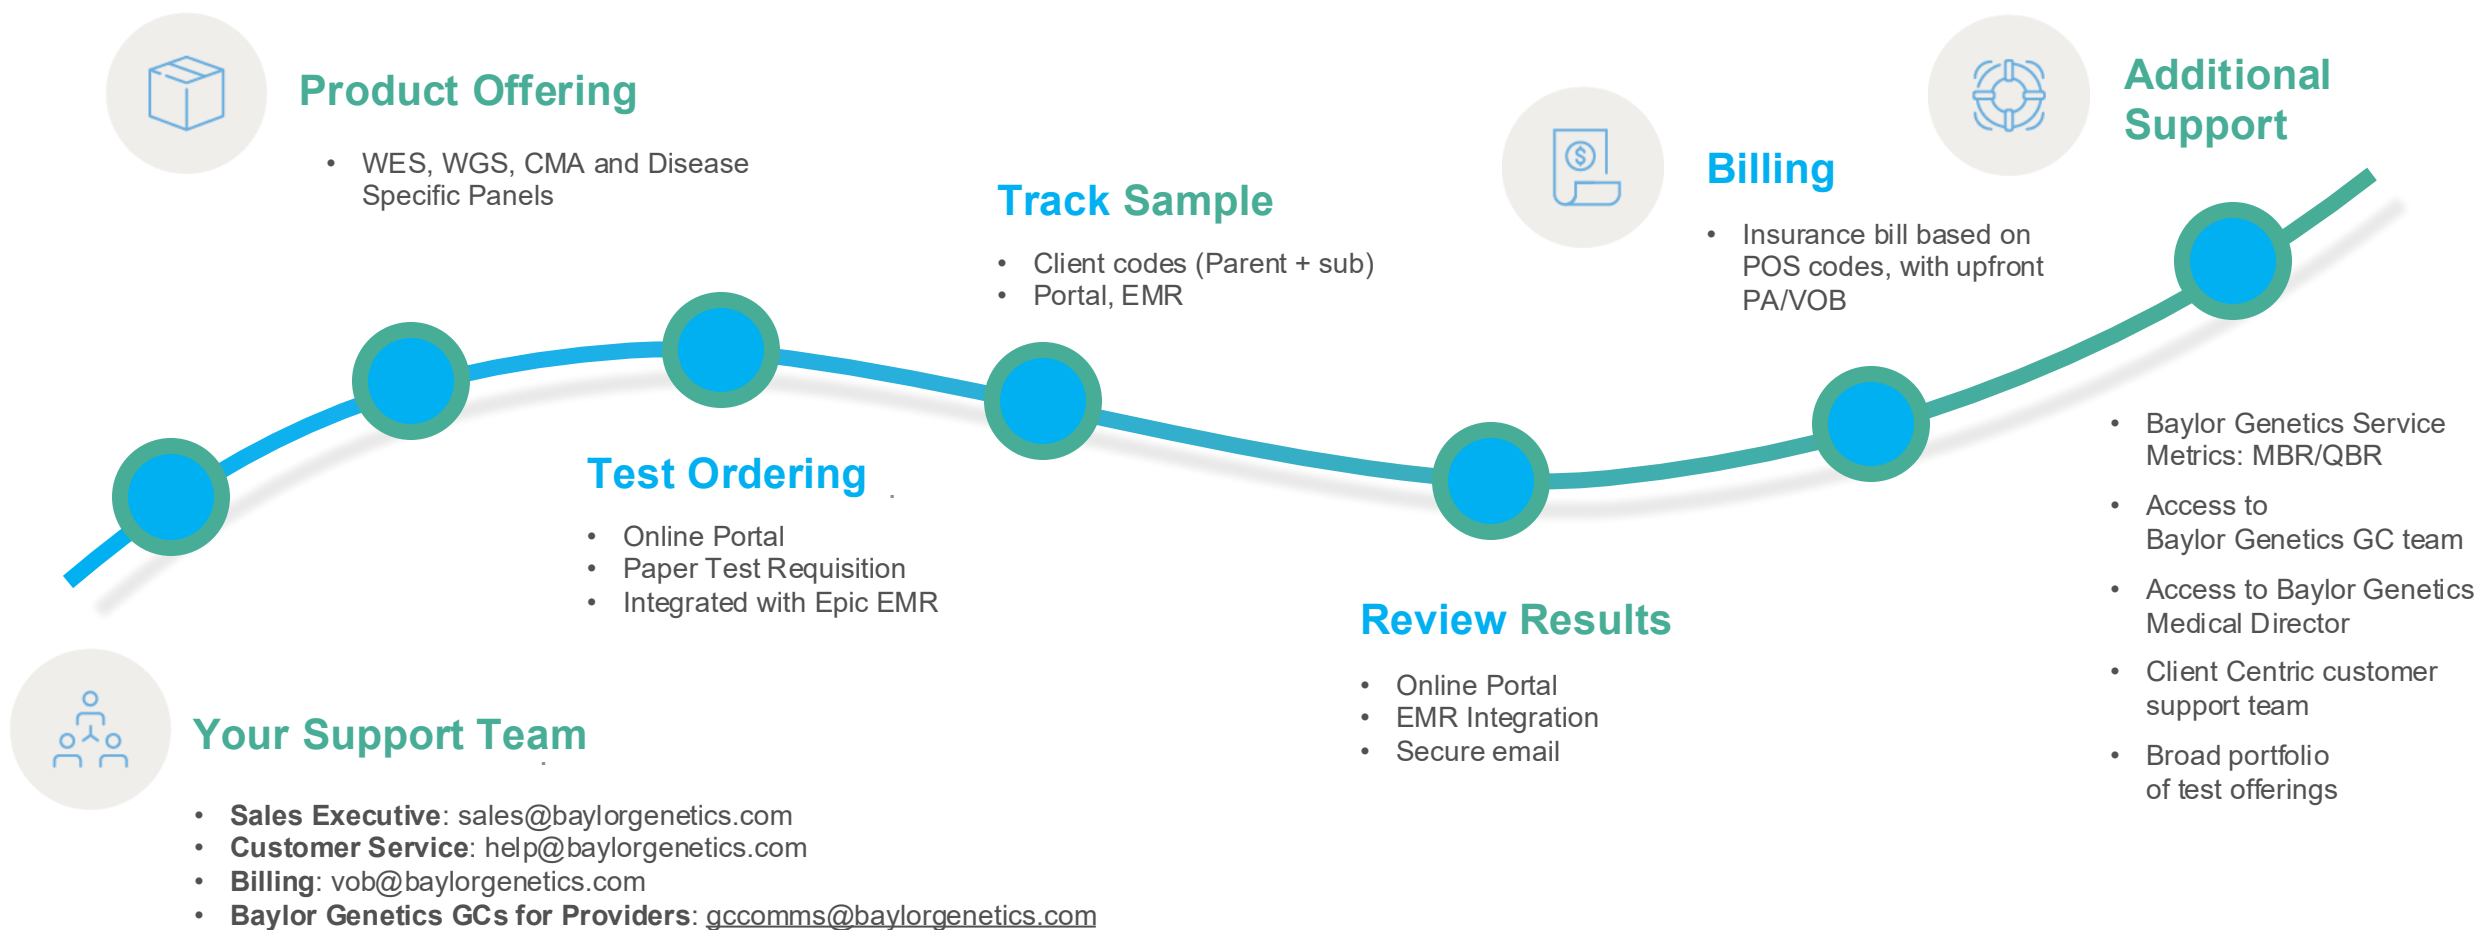 Product Offering
• WES, WGS, CMA and Disease
Specific Panels
Track Sample
• Client codes (Parent + sub)
• Portal, EMR
Billing
• Insurance bill based on
POS codes, with upfront
PA/VOB
Additional
Support
• Baylor Genetics Service
Metrics: MBR/QBR
• Access to
Baylor Genetics GC team
• Access to Baylor Genetics
Medical Director
• Client Centric customer
support team
• Broad portfolio
of test offerings
Test Ordering
• Online Portal
• Paper Test Requisition
• Integrated with Epic EMR
Review Results
• Online Portal
• EMR Integration
• Secure email
Your Support Team
• Sales Executive: sales@baylorgenetics.com
• Customer Service: help@baylorgenetics.com
• Billing: vob@baylorgenetics.com
• Baylor Genetics GCs for Providers: gccomms@baylorgenetics.com